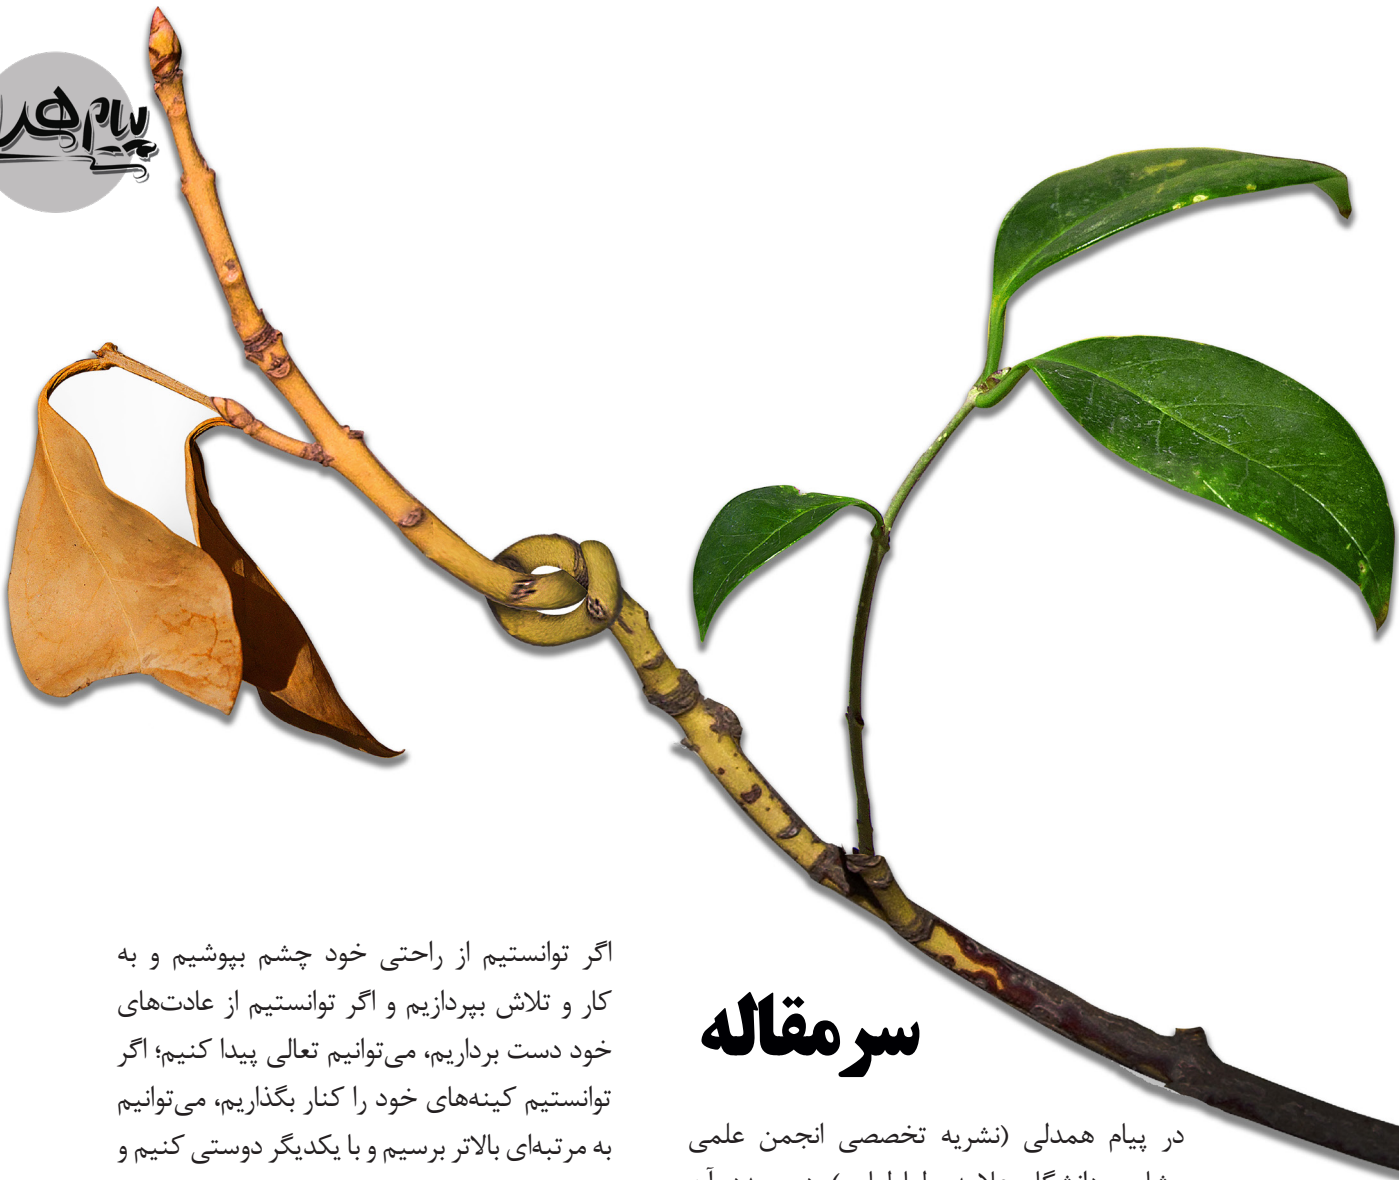 پیام
سرمقاله
در پیام همدلی (نشریه تخصصی انجمن علمی
اگر توانستیم از راحتی خود چشم بپوشیم و به
کار و تلاش بپردازیم و اگر توانستیم از عادت‌های
خود دست برداریم، می‌توانیم تعالی پیدا کنیم؛ اگر
توانستیم کینه‌های خود را کنار بگذاریم، می‌توانیم
به مرتبه‌ای بالاتر برسیم و با یکدیگر دوستی کنیم و